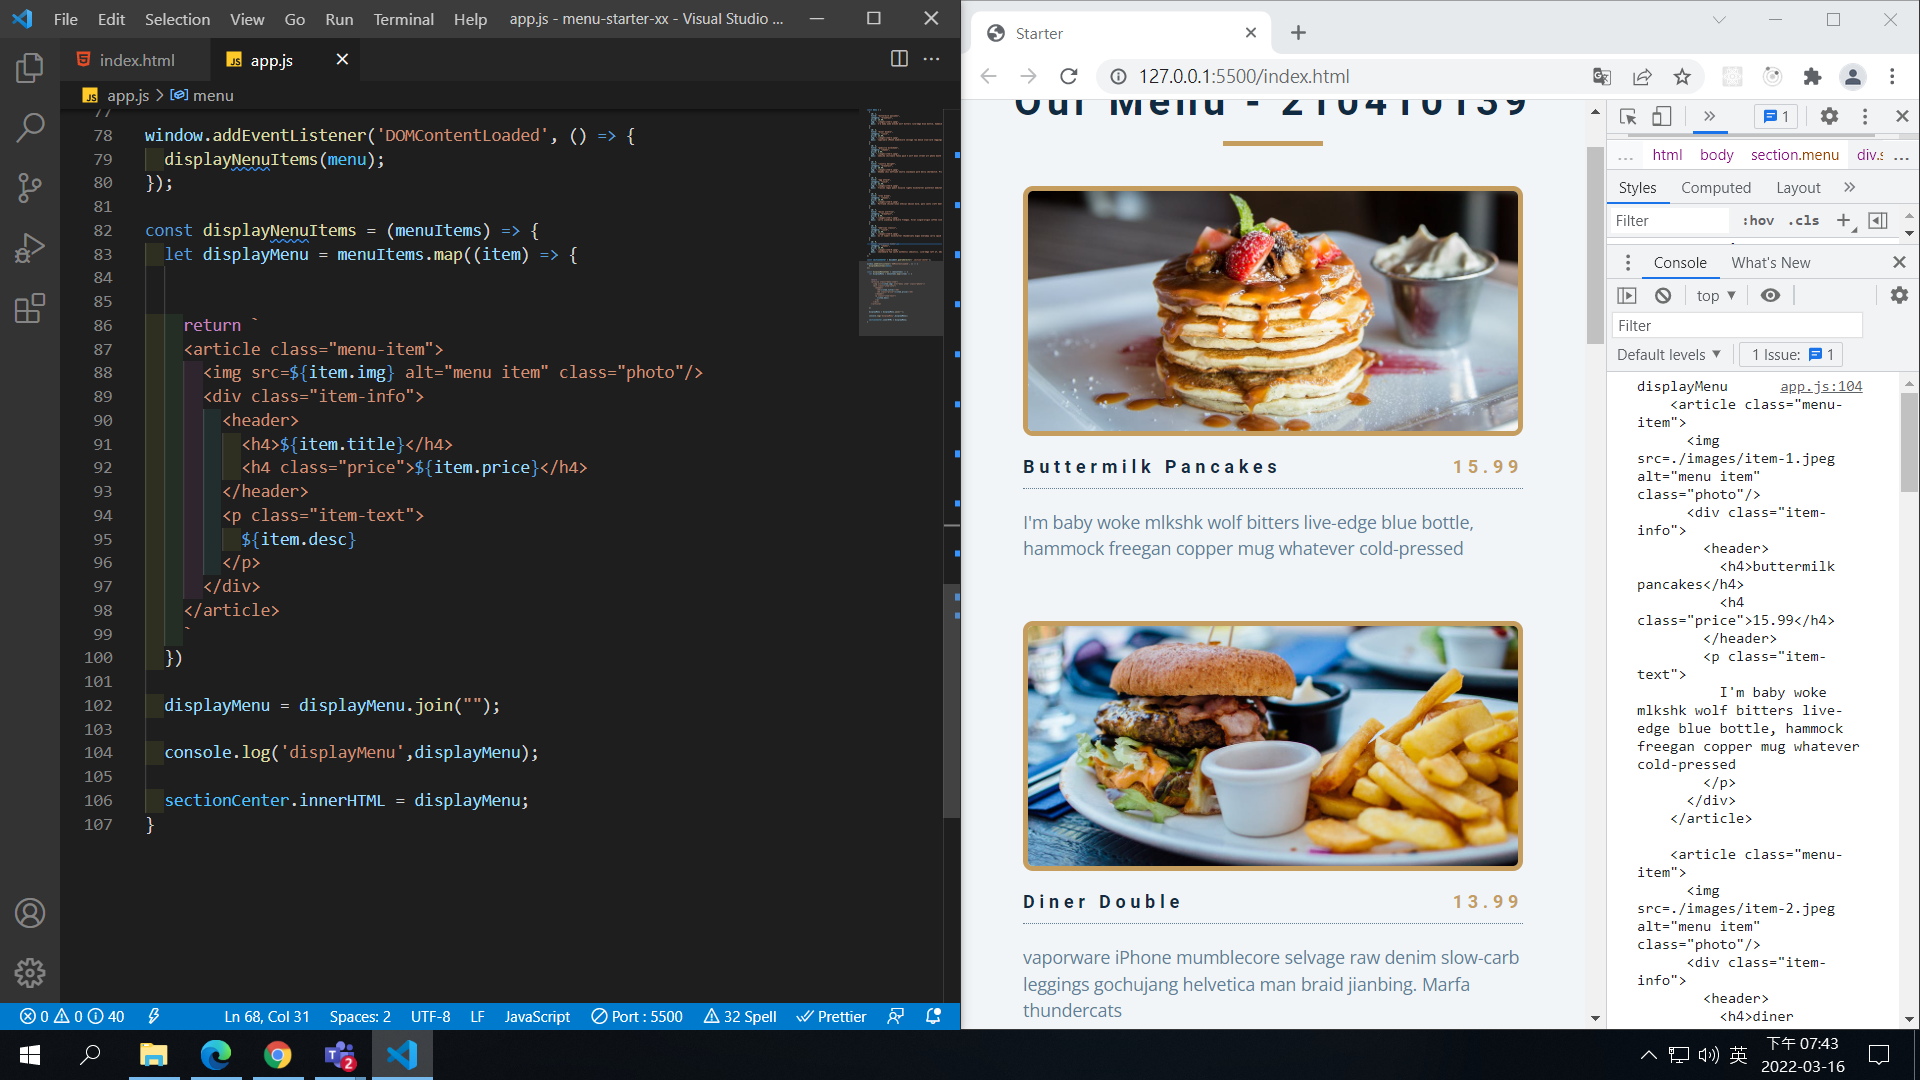 File Edit Selection View Go Run Terminal Help app.js - menu-starter-xx - Visual Studio ...
index.html
JS app.js
JS app.js > menu
77
78 window.addEventListener('DOMContentLoaded', () => {
79 displayNenuItems(menu);
80 });
81
82 const displayNenuItems = (menuItems) => {
83 let displayMenu = menuItems.map((item) => {
84
85
86 return `
87 <article class="menu-item">
88 <img src=${item.img} alt="menu item" class="photo"/>
89 <div class="item-info">
90 <header>
91 <h4>${item.title}</h4>
92 <h4 class="price">${item.price}</h4>
93 </header>
94 <p class="item-text">
95 ${item.desc}
96 </p>
97 </div>
98 </article>
99 `
100 })
101
102 displayMenu = displayMenu.join("");
103
104 console.log('displayMenu',displayMenu);
105
106 sectionCenter.innerHTML = displayMenu;
107 }
0 0 40 Ln 68, Col 31 Spaces: 2 UTF-8 LF JavaScript Port : 5500 32 Spell Prettier
Starter
127.0.0.1:5500/index.html
Our Menu - 210410139
Buttermilk Pancakes 15.99
I'm baby woke mlkshk wolf bitters live-edge blue bottle,
hammock freegan copper mug whatever cold-pressed
Diner Double 13.99
vaporware iPhone mumblecore selvage raw denim slow-carb
leggings gochujang helvetica man braid jianbing. Marfa
thundercats
1
... html body section.menu div.s ...
Styles Computed Layout
Filter :hov .cls
Console What's New
top
Filter
Default levels 1 Issue: 1
displayMenu app.js:104
<article class="menu-
item">
<img
src=./images/item-1.jpeg
alt="menu item"
class="photo"/>
<div class="item-
info">
<header>
<h4>buttermilk
pancakes</h4>
<h4
class="price">15.99</h4>
</header>
<p class="item-
text">
I'm baby woke
mlkshk wolf bitters live-
edge blue bottle, hammock
freegan copper mug whatever
cold-pressed
</p>
</div>
</article>
<article class="menu-
item">
<img
src=./images/item-2.jpeg
alt="menu item"
class="photo"/>
<div class="item-
info">
<header>
<h4>diner
2
英
下午 07:43
2022-03-16